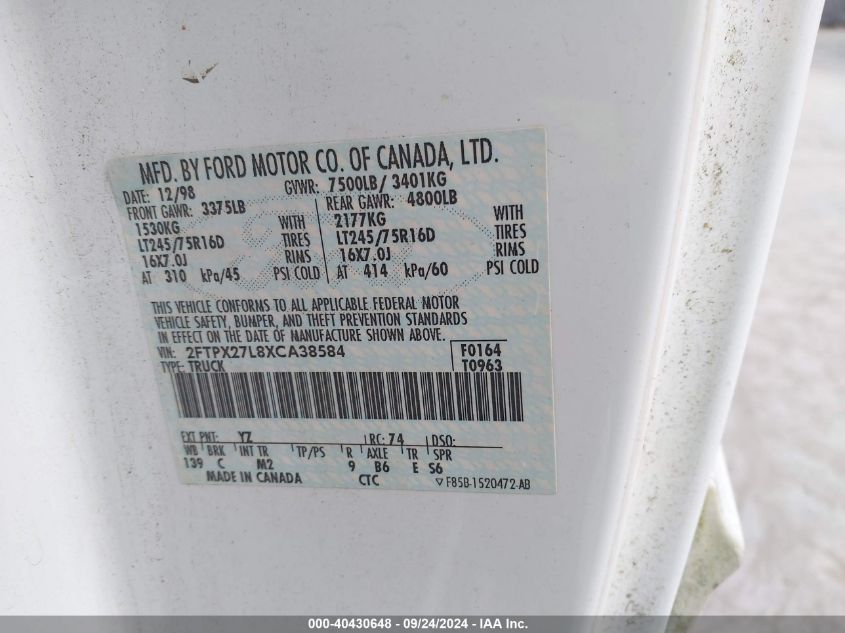 MFD. BY FORD MOTOR CO. OF CANADA, LTD.
DATE: 12/98 GVWR: 7500LB/ 3401KG
FRONT GAWR: 3375LB REAR GAWR: 4800LB
1530KG WITH 2177KG WITH
LT245/75R16D TIRES LT245/75R16D TIRES
16X7.0J RIMS 16X7.0J RIMS
AT 310 kPa/45 PSI COLD AT 414 kPa/60 PSI COLD
THIS VEHICLE CONFORMS TO ALL APPLICABLE FEDERAL MOTOR
VEHICLE SAFETY, BUMPER, AND THEFT PREVENTION STANDARDS
IN EFFECT ON THE DATE OF MANUFACTURE SHOWN ABOVE.
VIN: 2FTPX27L8XCA38584 F0164
TYPE: TRUCK T0963
EXT PNT: YZ RC: 74 DSO:
WB BRK INT TR TP/PS R AXLE TR SPR
139 C M2 9 B6 E S6
MADE IN CANADA CTC ▽ F85B-1520472-AB
000-40430648 - 09/24/2024 - IAA Inc.